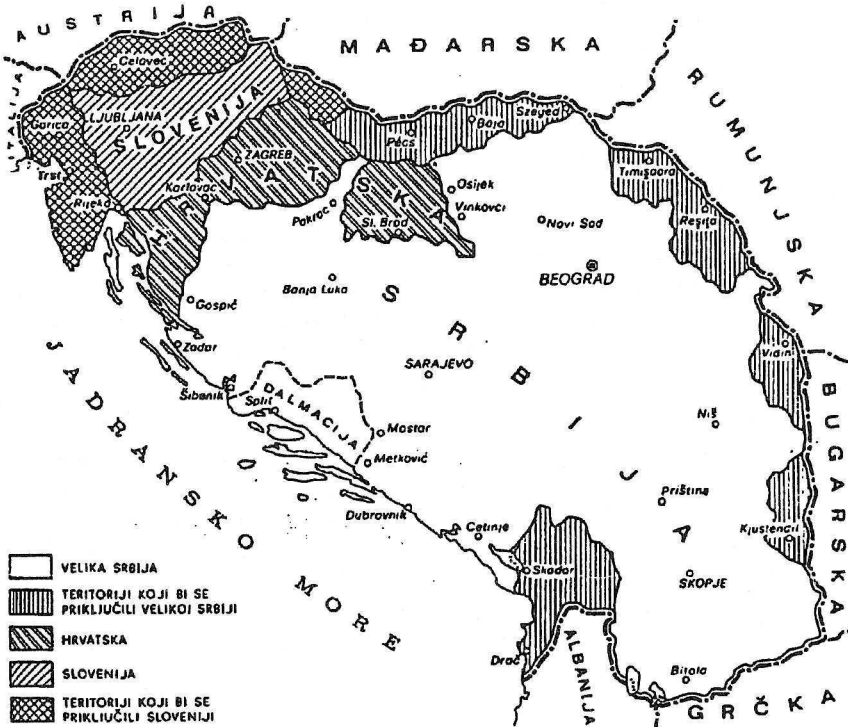 AUSTRIJA
MAĐARSKA
ITALIJA
RUMUNJSKA
Celovec
LJUBLJANA
SLOVENIJA
Gorica
Trst
Rijeka
Karlovac
ZAGREB
HRVATSKA
Pécs
Baja
Szeged
Timişoara
Reşiţa
Osijek
Vinkovci
Pakrac
Sl. Brod
Novi Sad
BEOGRAD
Banja Luka
Gospić
Zadar
SRBIJA
SARAJEVO
Vidin
Šibenik
Split
DALMACIJA
Mostar
Metković
Niš
BUGARSKA
JADRANSKO MORE
Dubrovnik
Cetinje
Priština
Kjustendil
Skadar
SKOPJE
Drač
ALBANIJA
Bitola
GRČKA
VELIKA SRBIJA
TERITORIJI KOJI BI SE
PRIKLJUČILI VELIKOJ SRBIJI
HRVATSKA
SLOVENIJA
TERITORIJI KOJI BI SE
PRIKLJUČILI SLOVENIJI